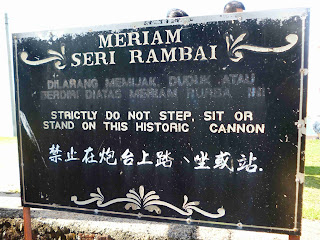 MERIAM
SERI RAMBAI
DILARANG MEMIJAK DUDUK ATAU
BERDIRI DIATAS MERIAM PURBA INI
STRICTLY DO NOT STEP, SIT OR
STAND ON THIS HISTORIC CANNON
禁止在炮台上踏、坐或站.